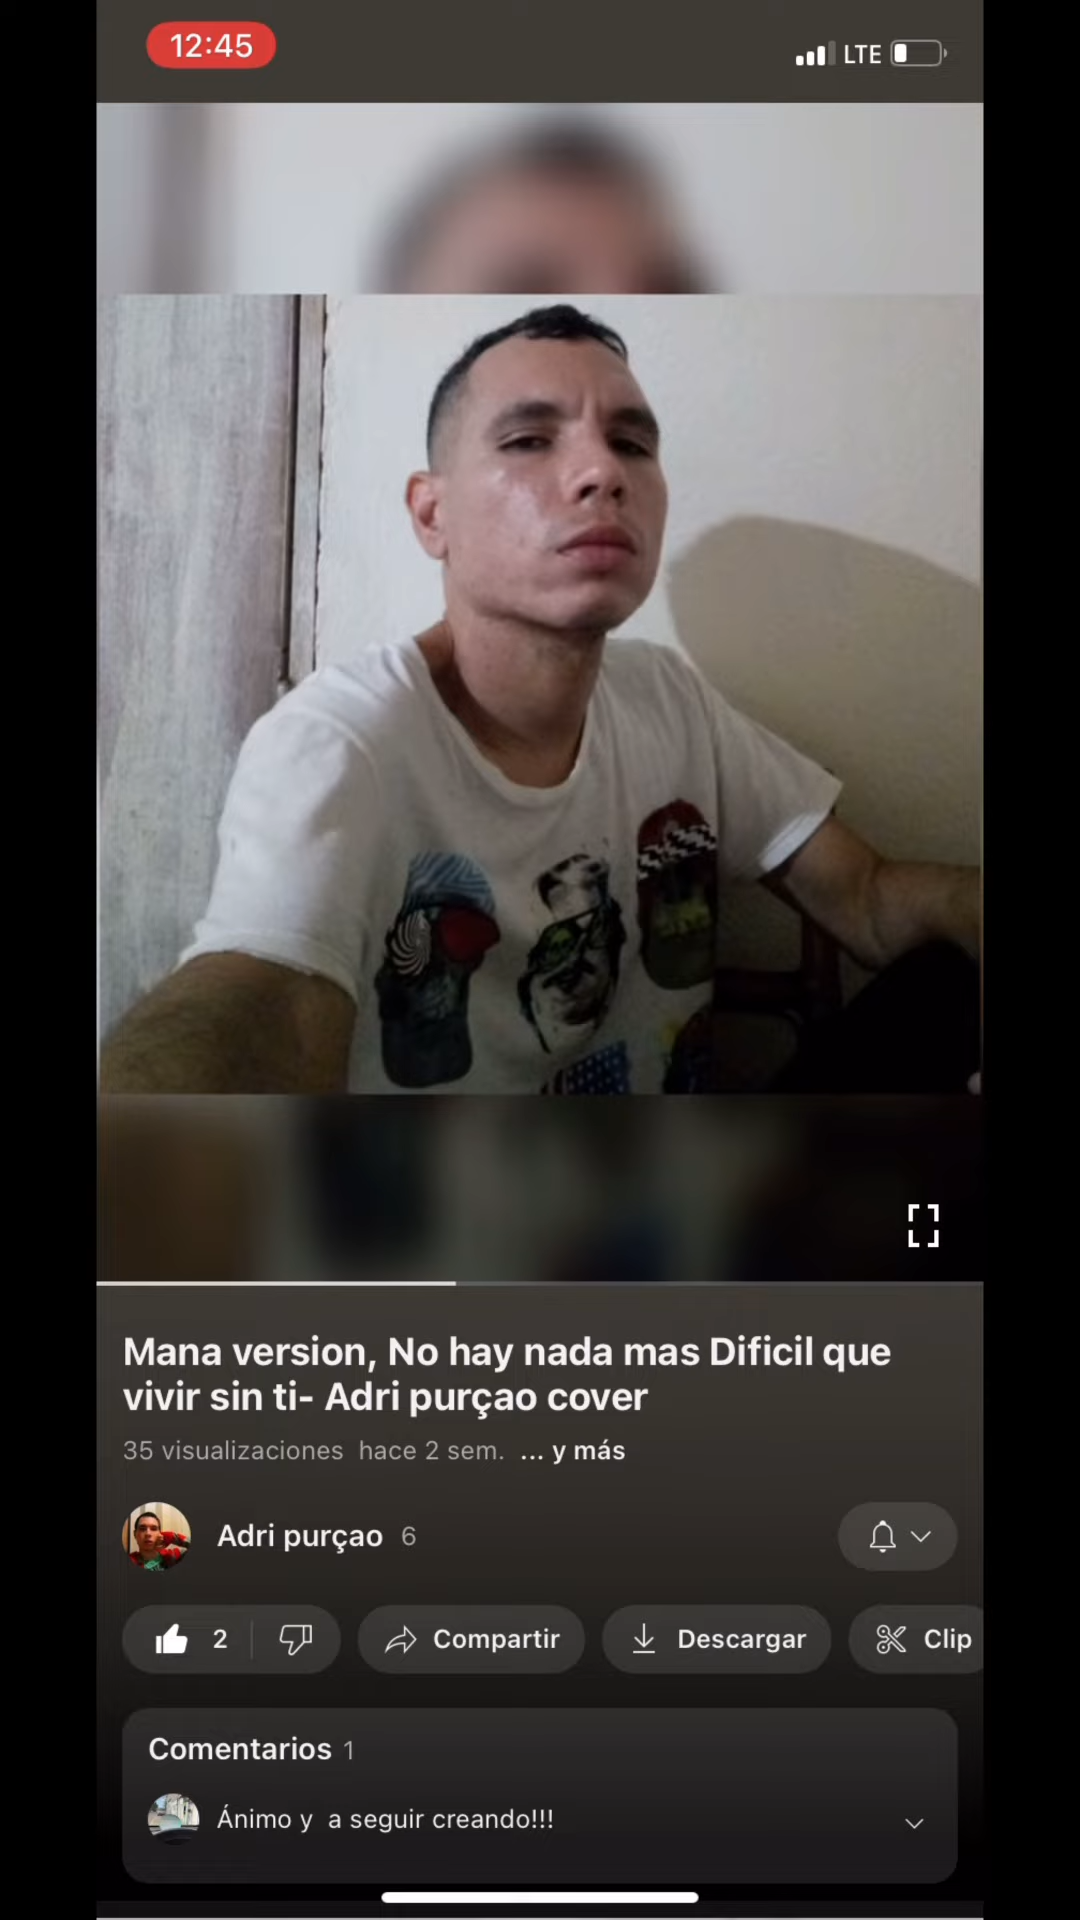 12:45
LTE
Mana version, No hay nada mas Dificil que
vivir sin ti- Adri purçao cover
35 visualizaciones hace 2 sem. ... y más
Adri purçao 6
2 Compartir Descargar Clip
Comentarios 1
Ánimo y a seguir creando!!!